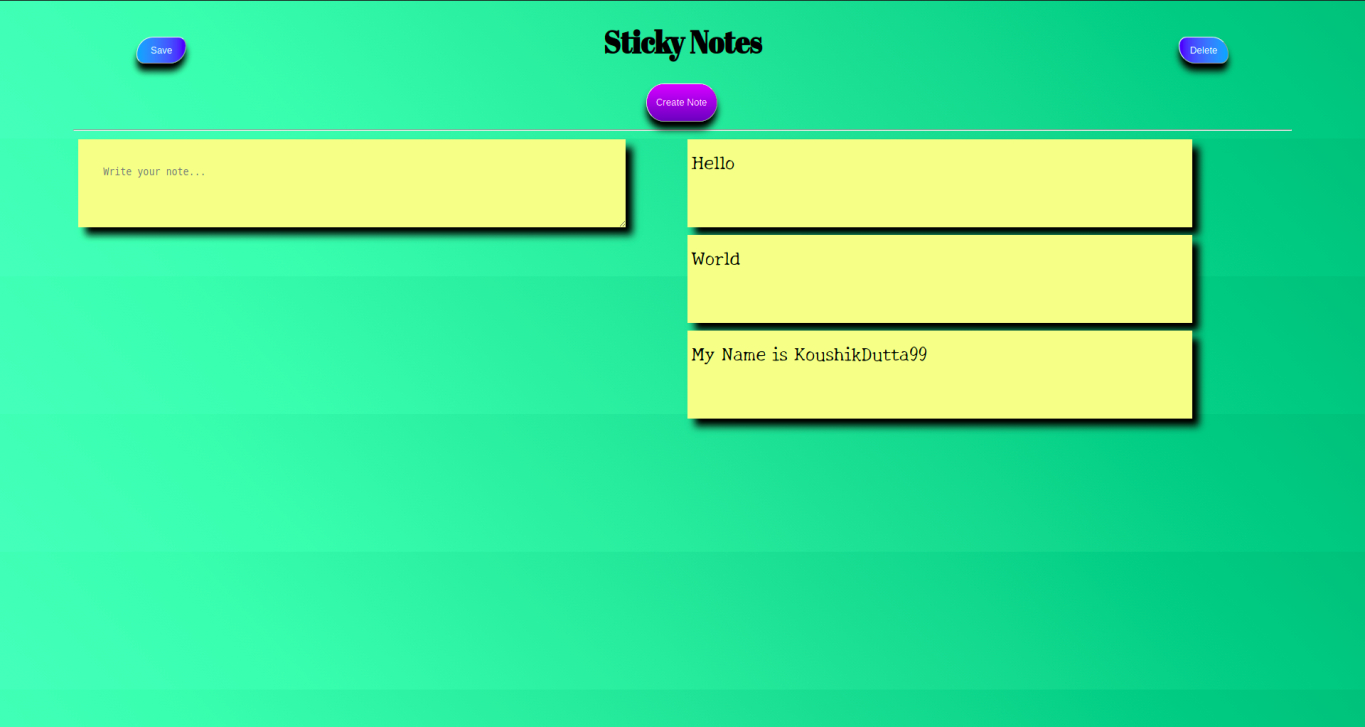 Sticky Notes
Save
Delete
Create Note
Write your note...
Hello
World
My Name is KoushikDutta99